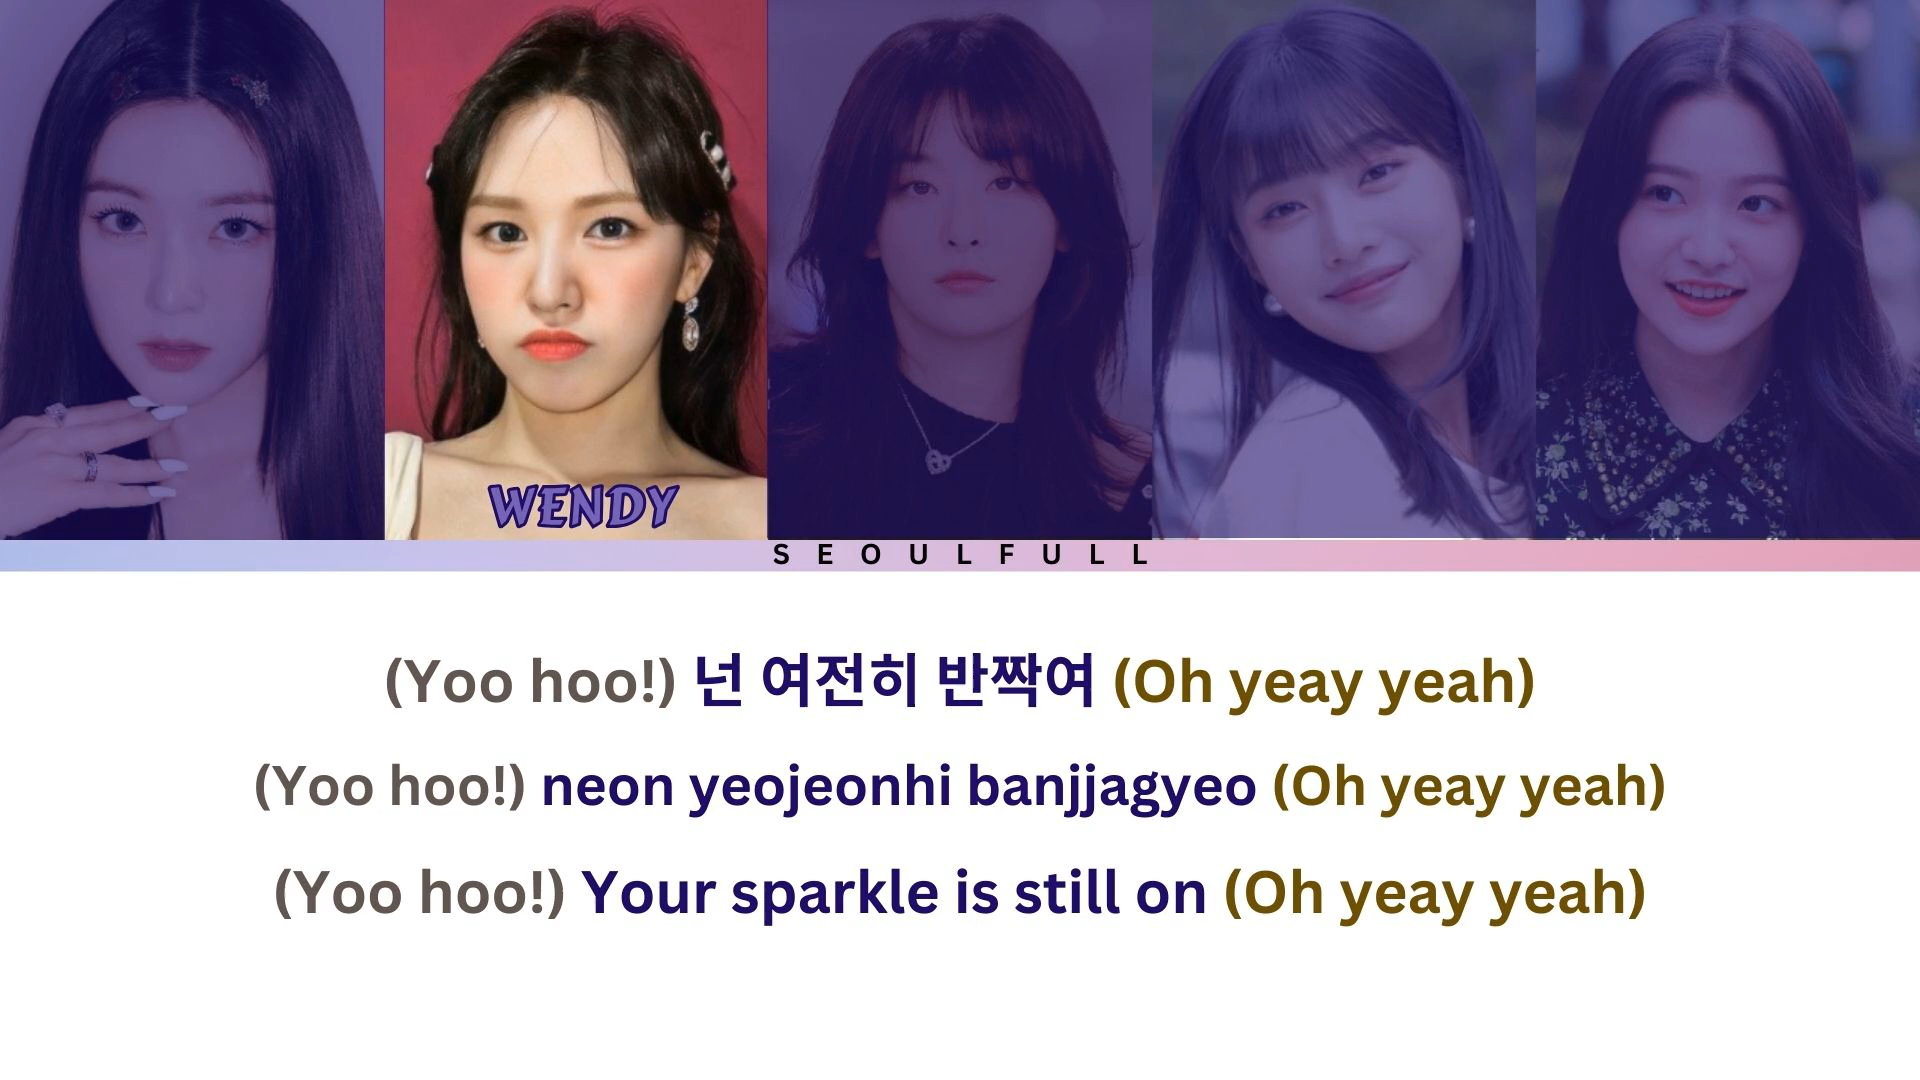 WENDY
SEOULFULL
(Yoo hoo!) 넌 여전히 반짝여 (Oh yeay yeah)
(Yoo hoo!) neon yeojeonhi banjjagyeo (Oh yeay yeah)
(Yoo hoo!) Your sparkle is still on (Oh yeay yeah)